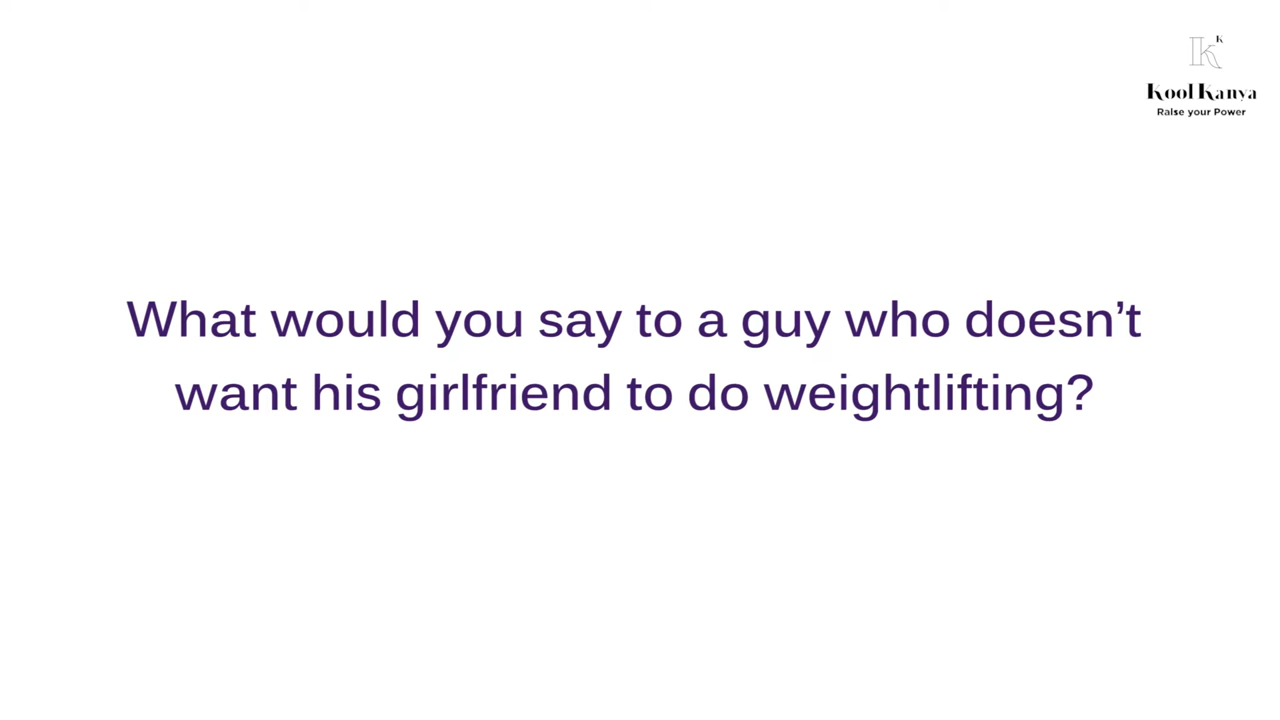 K
K
Kool Kanya
Raise your Power
What would you say to a guy who doesn’t
want his girlfriend to do weightlifting?